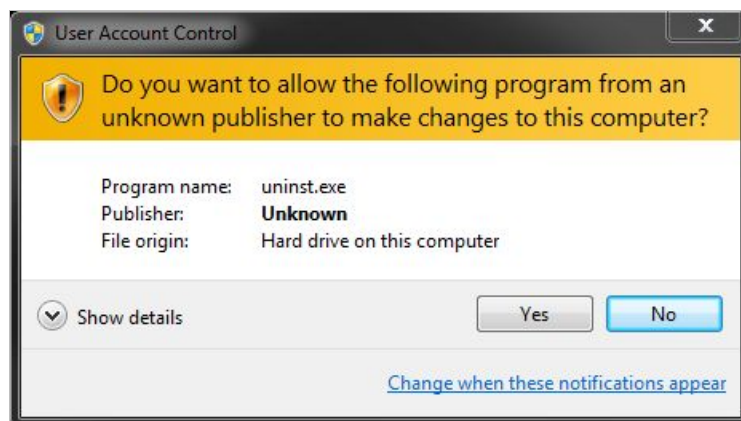 User Account Control
x
Do you want to allow the following program from an
unknown publisher to make changes to this computer?
Program name: uninst.exe
Publisher: Unknown
File origin: Hard drive on this computer
Show details
Yes No
Change when these notifications appear